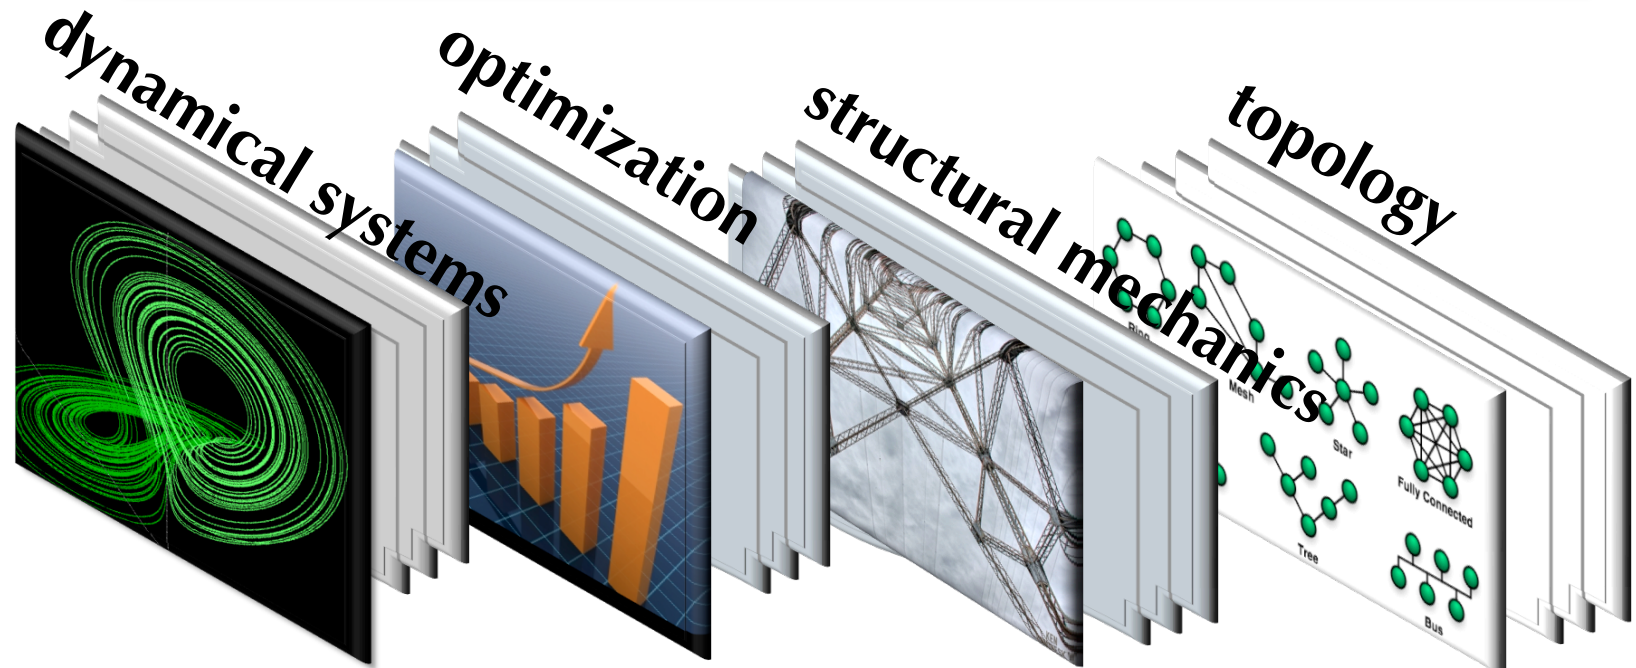 dynamical systems
optimization
structural mechanics
topology
Ring
Mesh
Star
Fully Connected
Tree
Bus